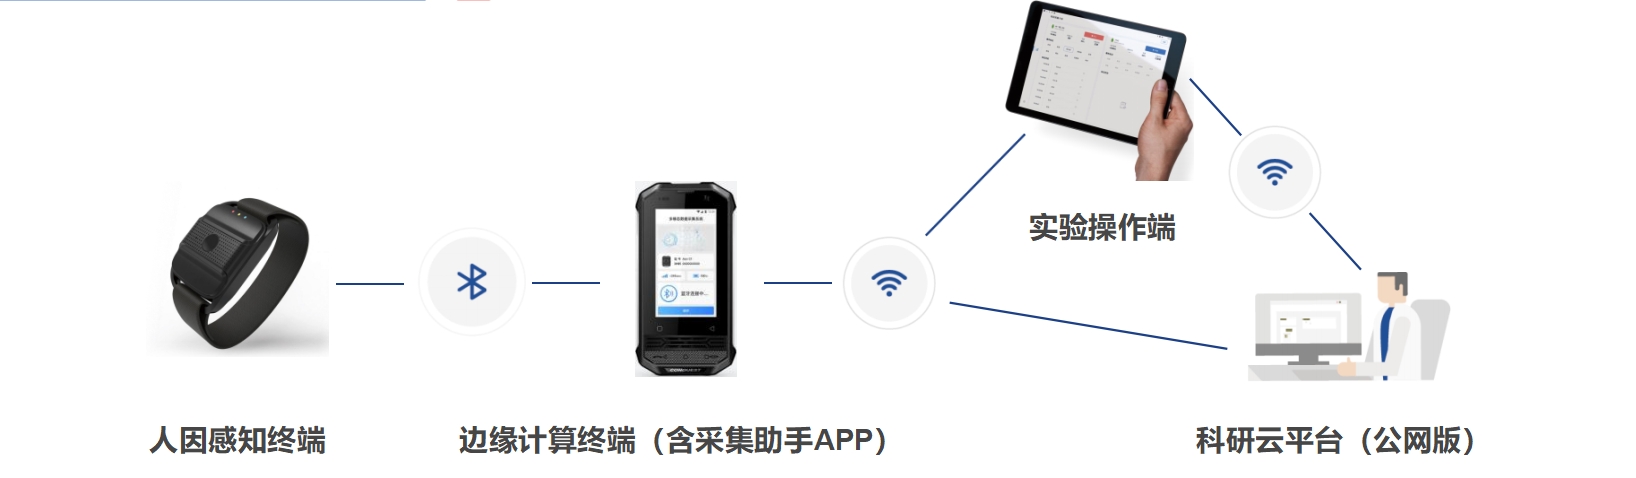 实验操作端
人因感知终端
边缘计算终端（含采集助手APP）
科研云平台（公网版）